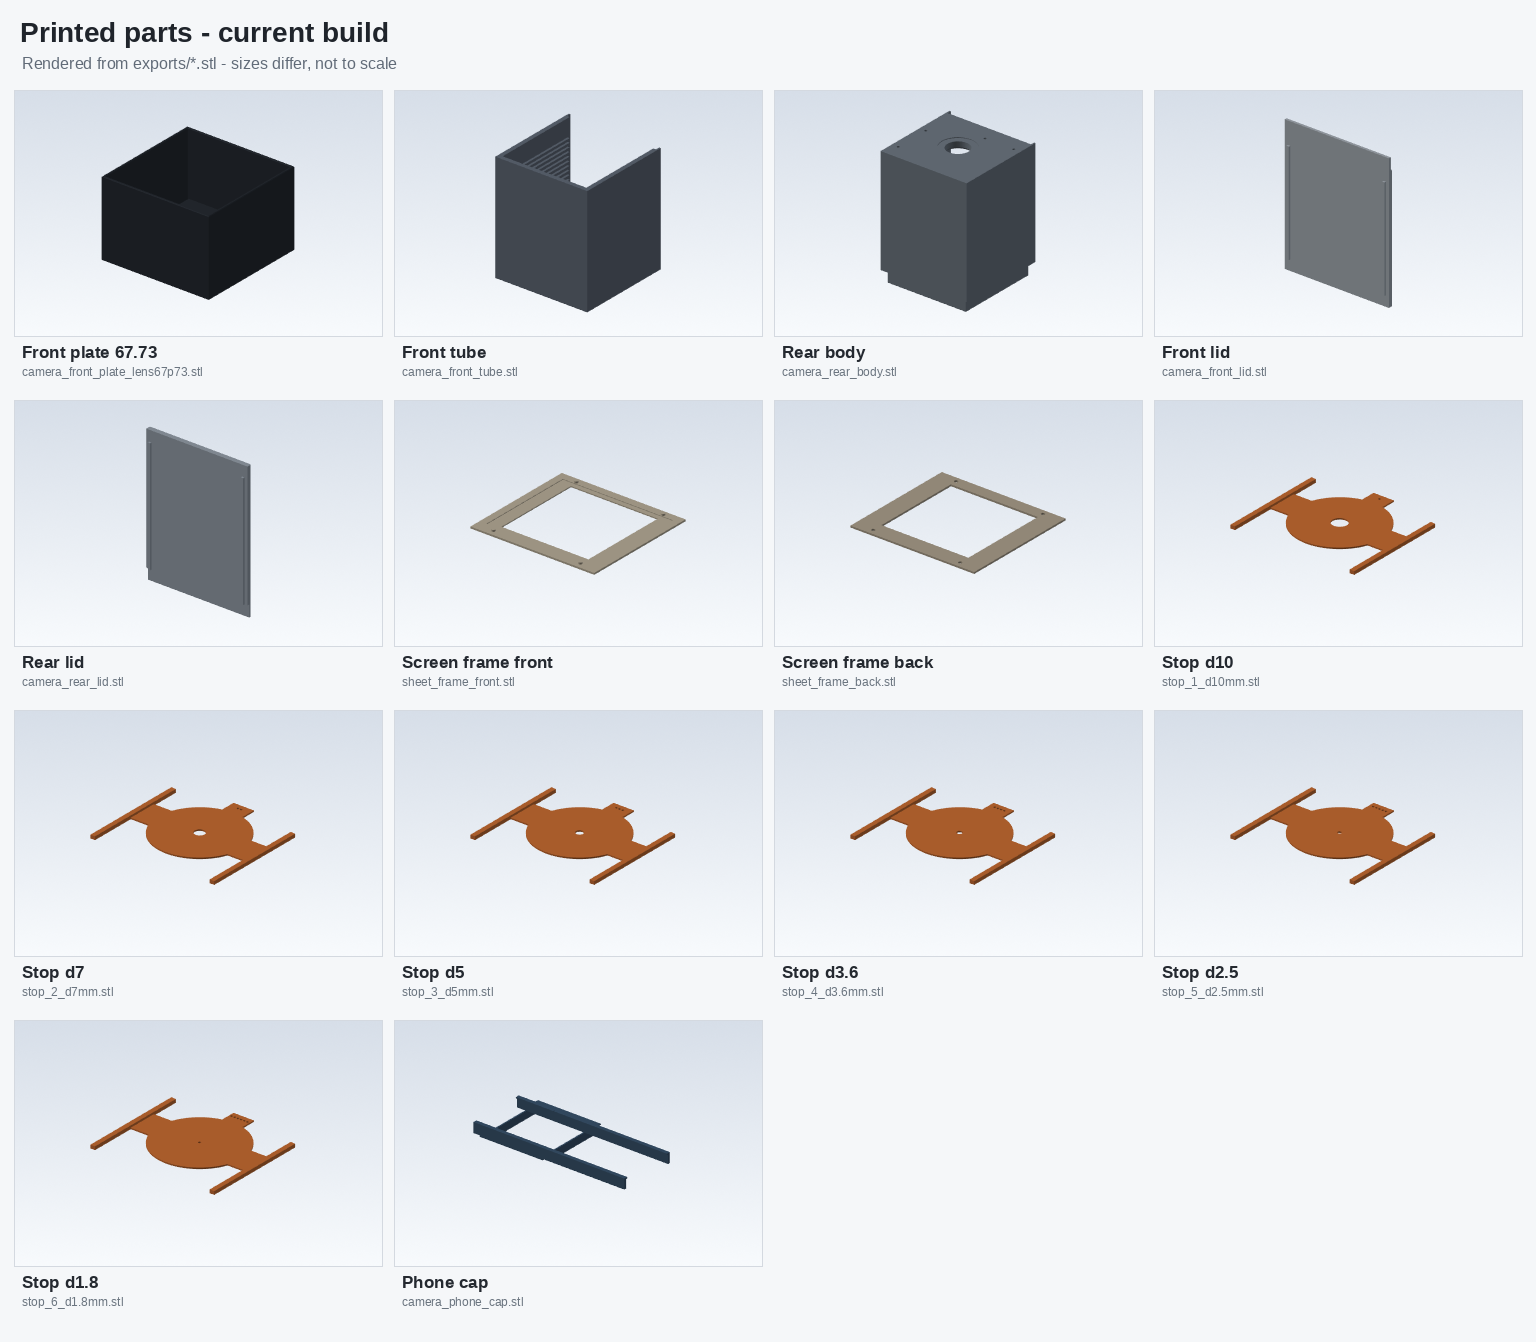 Printed parts - current build
Rendered from exports/*.stl - sizes differ, not to scale
Front plate 67.73
camera_front_plate_lens67p73.stl
Front tube
camera_front_tube.stl
Rear body
camera_rear_body.stl
Front lid
camera_front_lid.stl
Rear lid
camera_rear_lid.stl
Screen frame front
sheet_frame_front.stl
Screen frame back
sheet_frame_back.stl
Stop d10
stop_1_d10mm.stl
Stop d7
stop_2_d7mm.stl
Stop d5
stop_3_d5mm.stl
Stop d3.6
stop_4_d3.6mm.stl
Stop d2.5
stop_5_d2.5mm.stl
Stop d1.8
stop_6_d1.8mm.stl
Phone cap
camera_phone_cap.stl